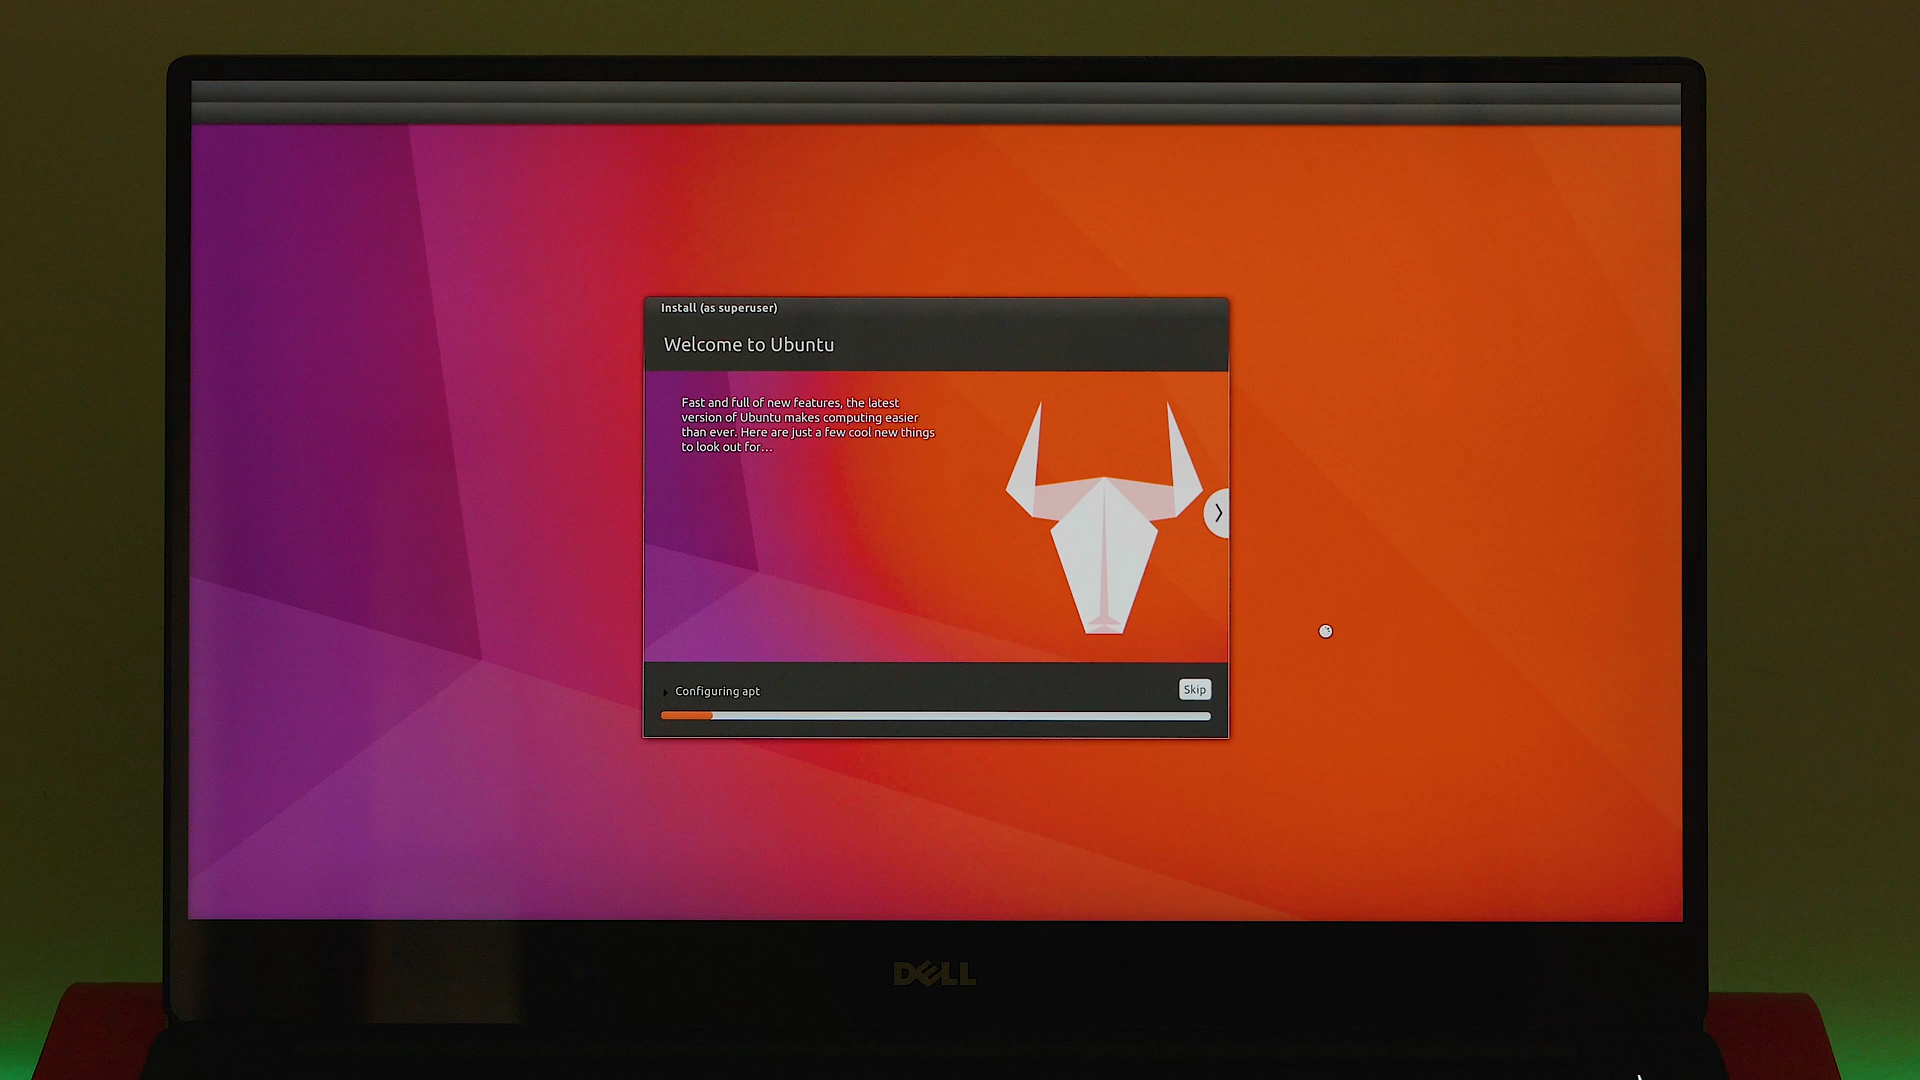 Install (as superuser)
Welcome to Ubuntu
Fast and full of new features, the latest
version of Ubuntu makes computing easier
than ever. Here are just a few cool new things
to look out for...
Configuring apt
Skip
DELL